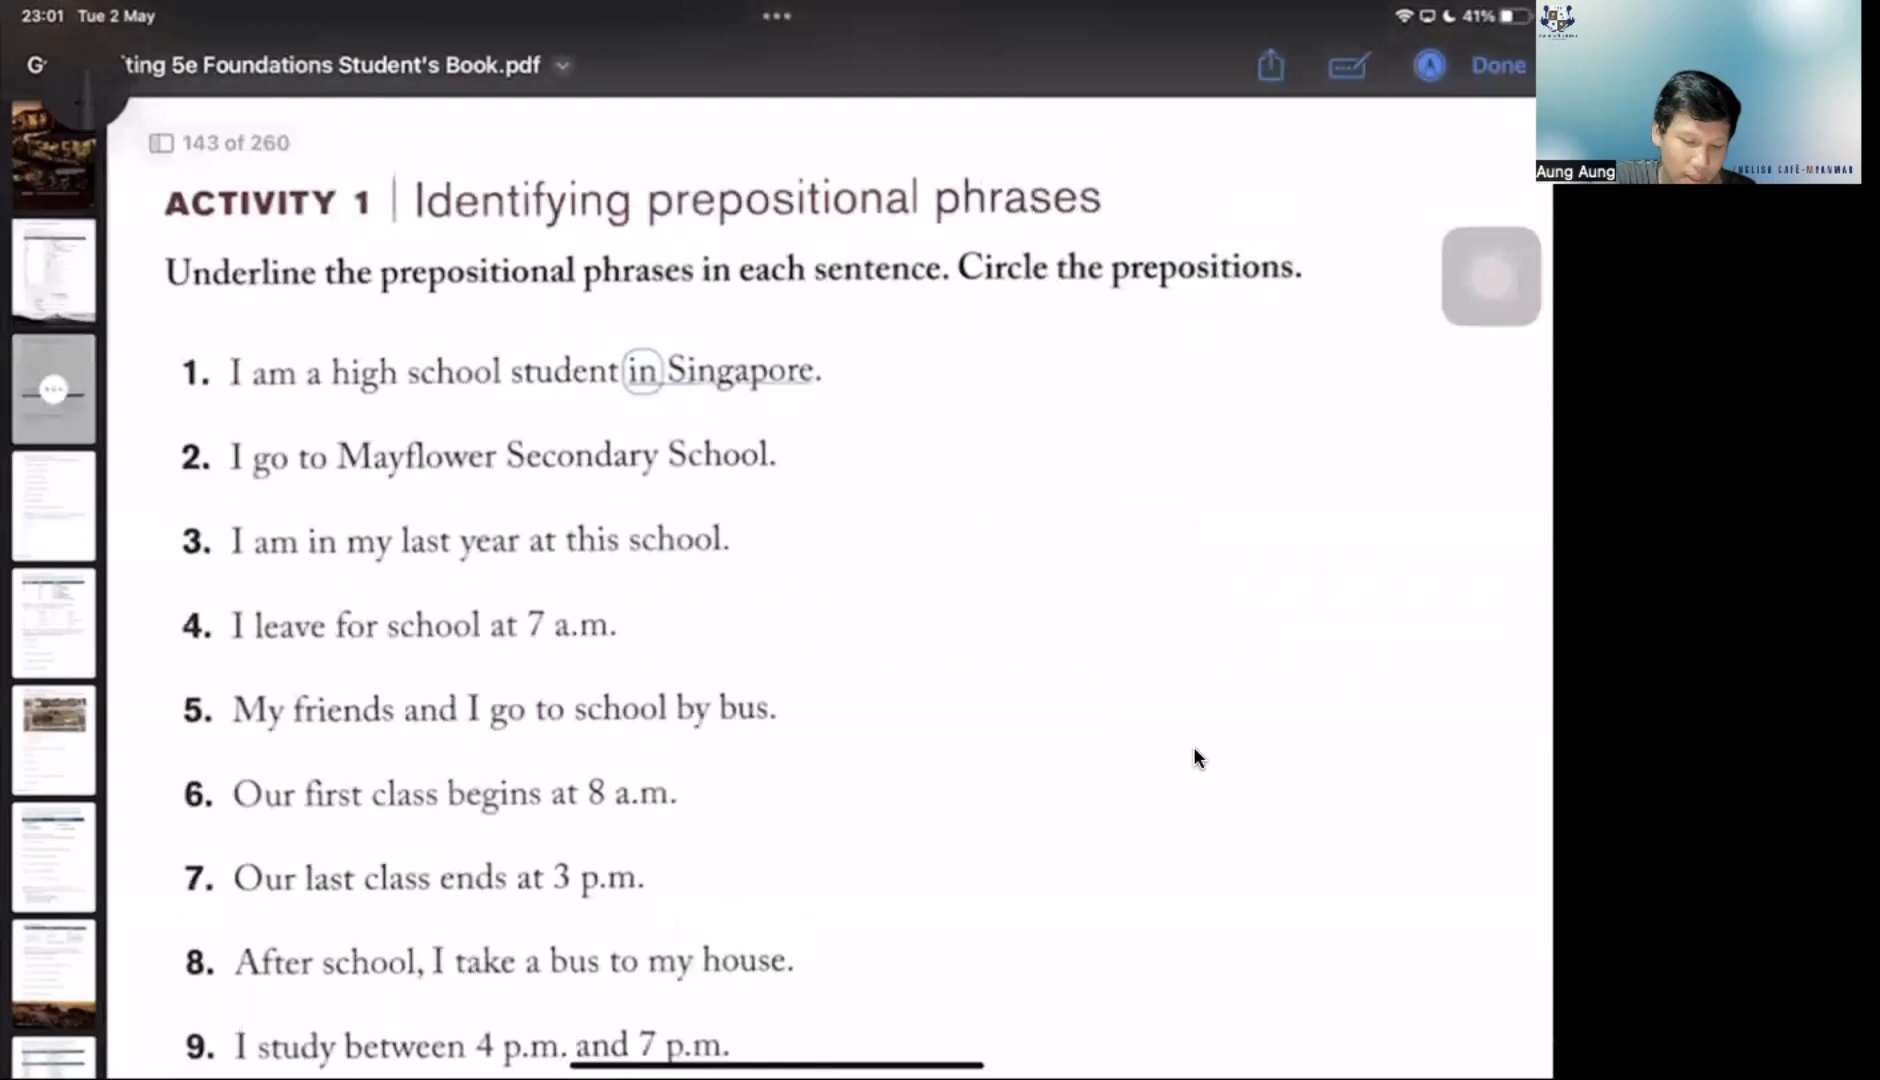 23:01 Tue 2 May
41%
ting 5e Foundations Student's Book.pdf
Done
143 of 260
ACTIVITY 1 | Identifying prepositional phrases
Underline the prepositional phrases in each sentence. Circle the prepositions.
1. I am a high school student in Singapore.
2. I go to Mayflower Secondary School.
3. I am in my last year at this school.
4. I leave for school at 7 a.m.
5. My friends and I go to school by bus.
6. Our first class begins at 8 a.m.
7. Our last class ends at 3 p.m.
8. After school, I take a bus to my house.
9. I study between 4 p.m. and 7 p.m.
Aung Aung
ENGLISH CAFÉ-MYANMAR